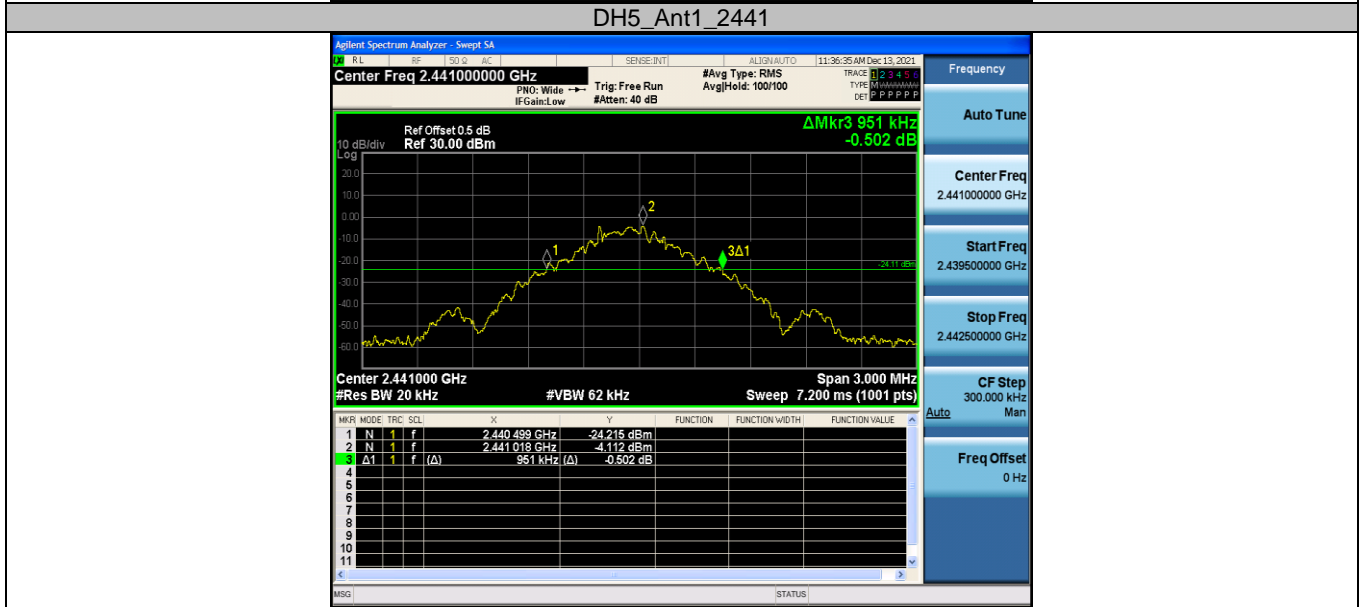 DH5_Ant1_2441
Agilent Spectrum Analyzer - Swept SA
RL RF 50 Ω AC SENSE:INT ALIGNAUTO 11:36:35 AM Dec 13, 2021
Center Freq 2.441000000 GHz
PNO: Wide
IFGain:Low
Trig: Free Run
#Atten: 40 dB
#Avg Type: RMS
Avg|Hold: 100/100
TRACE 1 2 3 4 5 6
TYPE M
DET P P P P P P
Frequency
Auto Tune
Center Freq
2.441000000 GHz
Start Freq
2.439500000 GHz
Stop Freq
2.442500000 GHz
CF Step
300.000 kHz
Auto Man
Freq Offset
0 Hz
ΔMkr3 951 kHz
-0.502 dB
Ref Offset 0.5 dB
10 dB/div Ref 30.00 dBm
Log
20.0
10.0
0.00
-10.0
-20.0
-30.0
-40.0
-50.0
-60.0
1
2
3Δ1
-24.11 dBm
Center 2.441000 GHz Span 3.000 MHz
#Res BW 20 kHz #VBW 62 kHz Sweep 7.200 ms (1001 pts)
MKR MODE TRC SCL X Y FUNCTION FUNCTION WIDTH FUNCTION VALUE
1 N 1 f 2.440 499 GHz -24.215 dBm
2 N 1 f 2.441 018 GHz -4.112 dBm
3 Δ1 1 f (Δ) 951 kHz (Δ) -0.502 dB
4
5
6
7
8
9
10
11
MSG STATUS